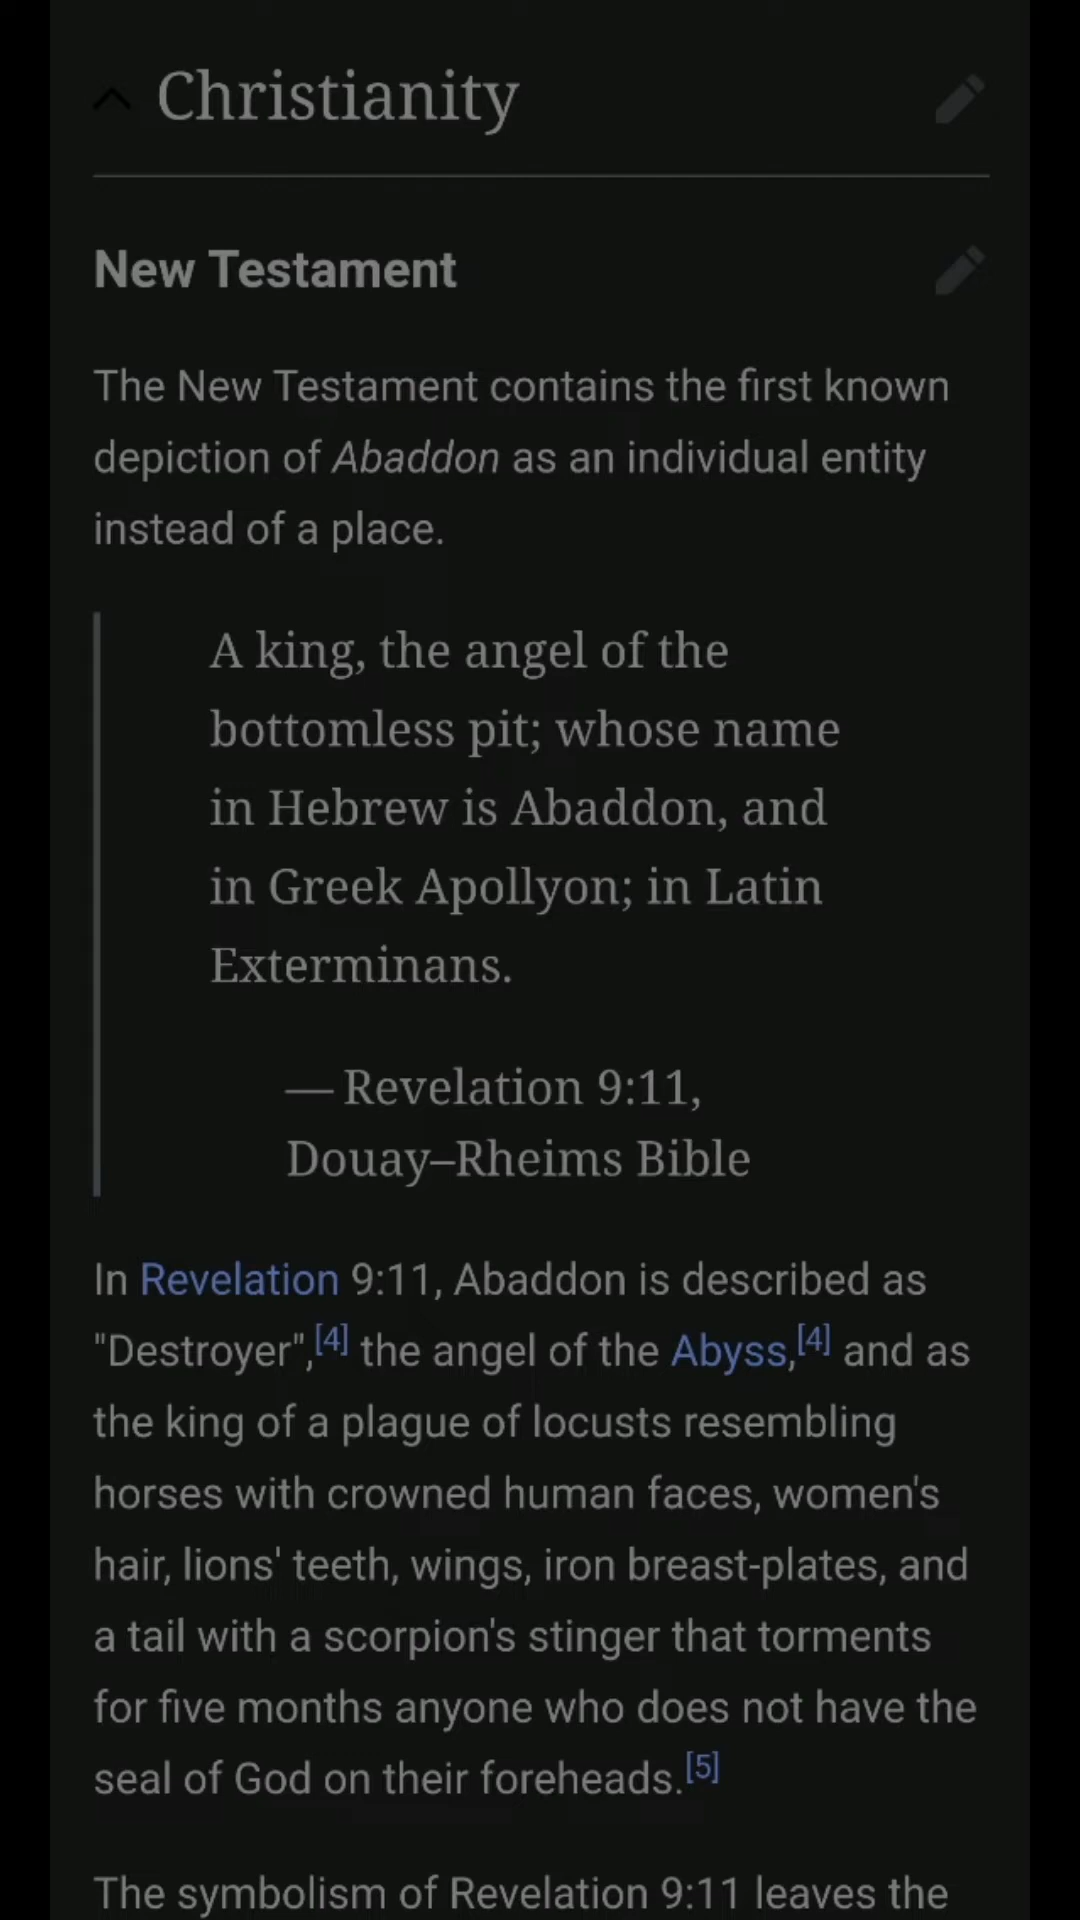 Christianity
New Testament
The New Testament contains the first known
depiction of Abaddon as an individual entity
instead of a place.
A king, the angel of the
bottomless pit; whose name
in Hebrew is Abaddon, and
in Greek Apollyon; in Latin
Exterminans.
— Revelation 9:11,
Douay–Rheims Bible
In Revelation 9:11, Abaddon is described as
"Destroyer",[4] the angel of the Abyss,[4] and as
the king of a plague of locusts resembling
horses with crowned human faces, women's
hair, lions' teeth, wings, iron breast-plates, and
a tail with a scorpion's stinger that torments
for five months anyone who does not have the
seal of God on their foreheads.[5]
The symbolism of Revelation 9:11 leaves the